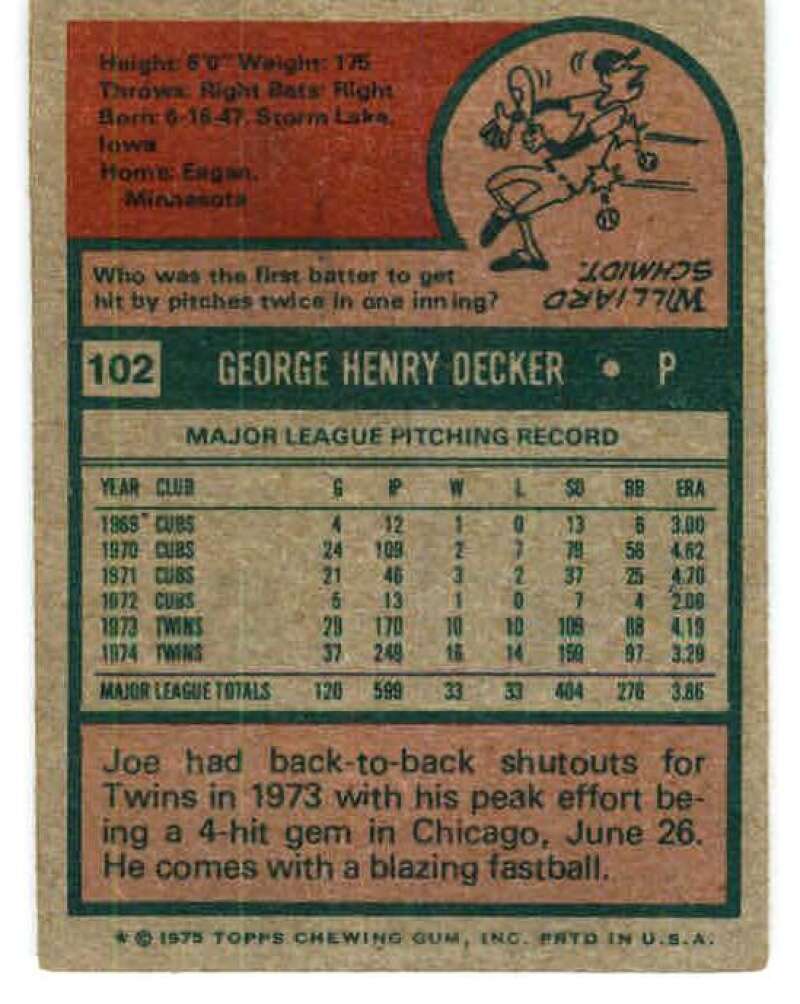 Height: 6'0" Weight: 175
Throws: Right Bats: Right
Born: 6-16-47, Storm Lake,
Iowa
Home: Eagan,
Minnesota
Who was the first batter to get
hit by pitches twice in one inning?
WILLIARD
SCHMIDT.
102 GEORGE HENRY DECKER • P
MAJOR LEAGUE PITCHING RECORD
YEAR CLUB G IP W L SO BB ERA
1969 CUBS 4 12 1 0 13 6 3.00
1970 CUBS 24 109 2 7 79 56 4.62
1971 CUBS 21 46 3 2 37 25 4.70
1972 CUBS 5 13 1 0 7 4 2.08
1973 TWINS 29 170 10 10 109 88 4.19
1974 TWINS 37 249 16 14 159 97 3.29
MAJOR LEAGUE TOTALS 120 599 33 33 404 276 3.86
Joe had back-to-back shutouts for
Twins in 1973 with his peak effort be-
ing a 4-hit gem in Chicago, June 26.
He comes with a blazing fastball.
* © 1975 TOPPS CHEWING GUM, INC. PRTD IN U.S.A.